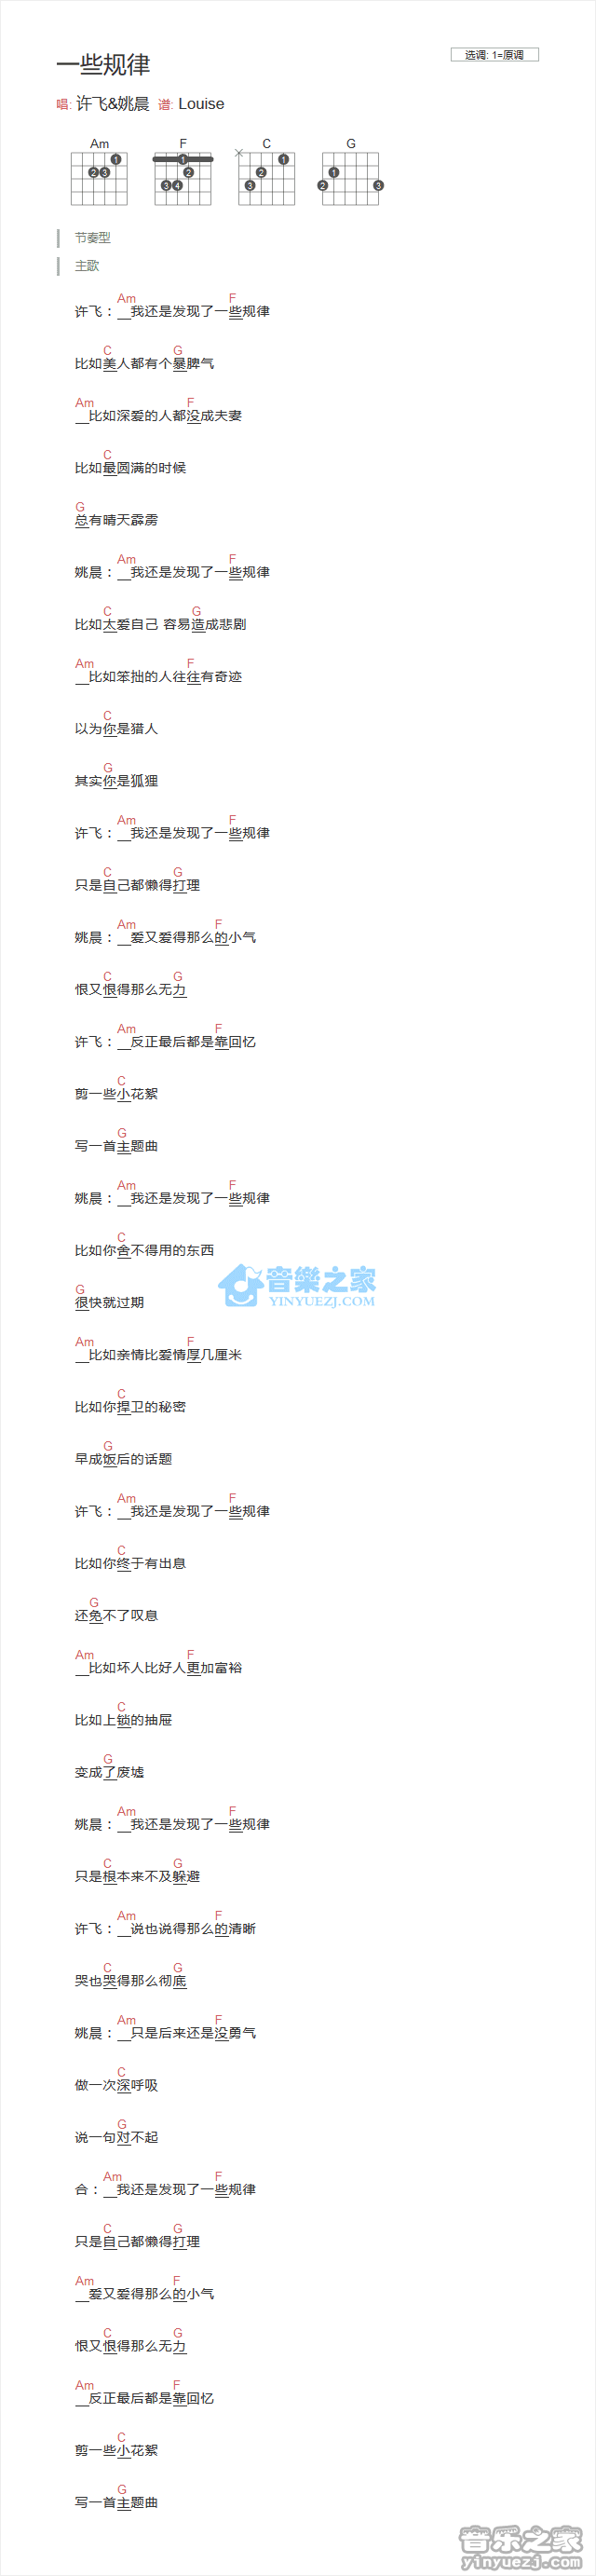 一些规律
选调: 1=原调
唱: 许飞&姚晨 谱: Louise
Am F C G
1 1 1 1
2 3 2 2 2 3
3 4 3
节奏型
主歌
Am F
许飞：__我还是发现了一些规律
C G
比如美人都有个暴脾气
Am F
__比如深爱的人都没成夫妻
C
比如最圆满的时候
G
总有晴天霹雳
Am F
姚晨：__我还是发现了一些规律
C G
比如太爱自己 容易造成悲剧
Am F
__比如笨拙的人往往有奇迹
C
以为你是猎人
G
其实你是狐狸
Am F
许飞：__我还是发现了一些规律
C G
只是自己都懒得打理
Am F
姚晨：__爱又爱得那么的小气
C G
恨又恨得那么无力
Am F
许飞：__反正最后都是靠回忆
C
剪一些小花絮
G
写一首主题曲
Am F
姚晨：__我还是发现了一些规律
C
比如你舍不得用的东西
G
很快就过期
Am F
__比如亲情比爱情厚几厘米
C
比如你捍卫的秘密
G
早成饭后的话题
Am F
许飞：__我还是发现了一些规律
C
比如你终于有出息
G
还免不了叹息
Am F
__比如坏人比好人更加富裕
C
比如上锁的抽屉
G
变成了废墟
Am F
姚晨：__我还是发现了一些规律
C G
只是根本来不及躲避
Am F
许飞：__说也说得那么的清晰
C G
哭也哭得那么彻底
Am F
姚晨：__只是后来还是没勇气
C
做一次深呼吸
G
说一句对不起
Am F
合：__我还是发现了一些规律
C G
只是自己都懒得打理
Am F
__爱又爱得那么的小气
C G
恨又恨得那么无力
Am F
__反正最后都是靠回忆
C
剪一些小花絮
G
写一首主题曲
音樂之家
YINYUEZJ.COM
音乐之家
yinyuezj.com